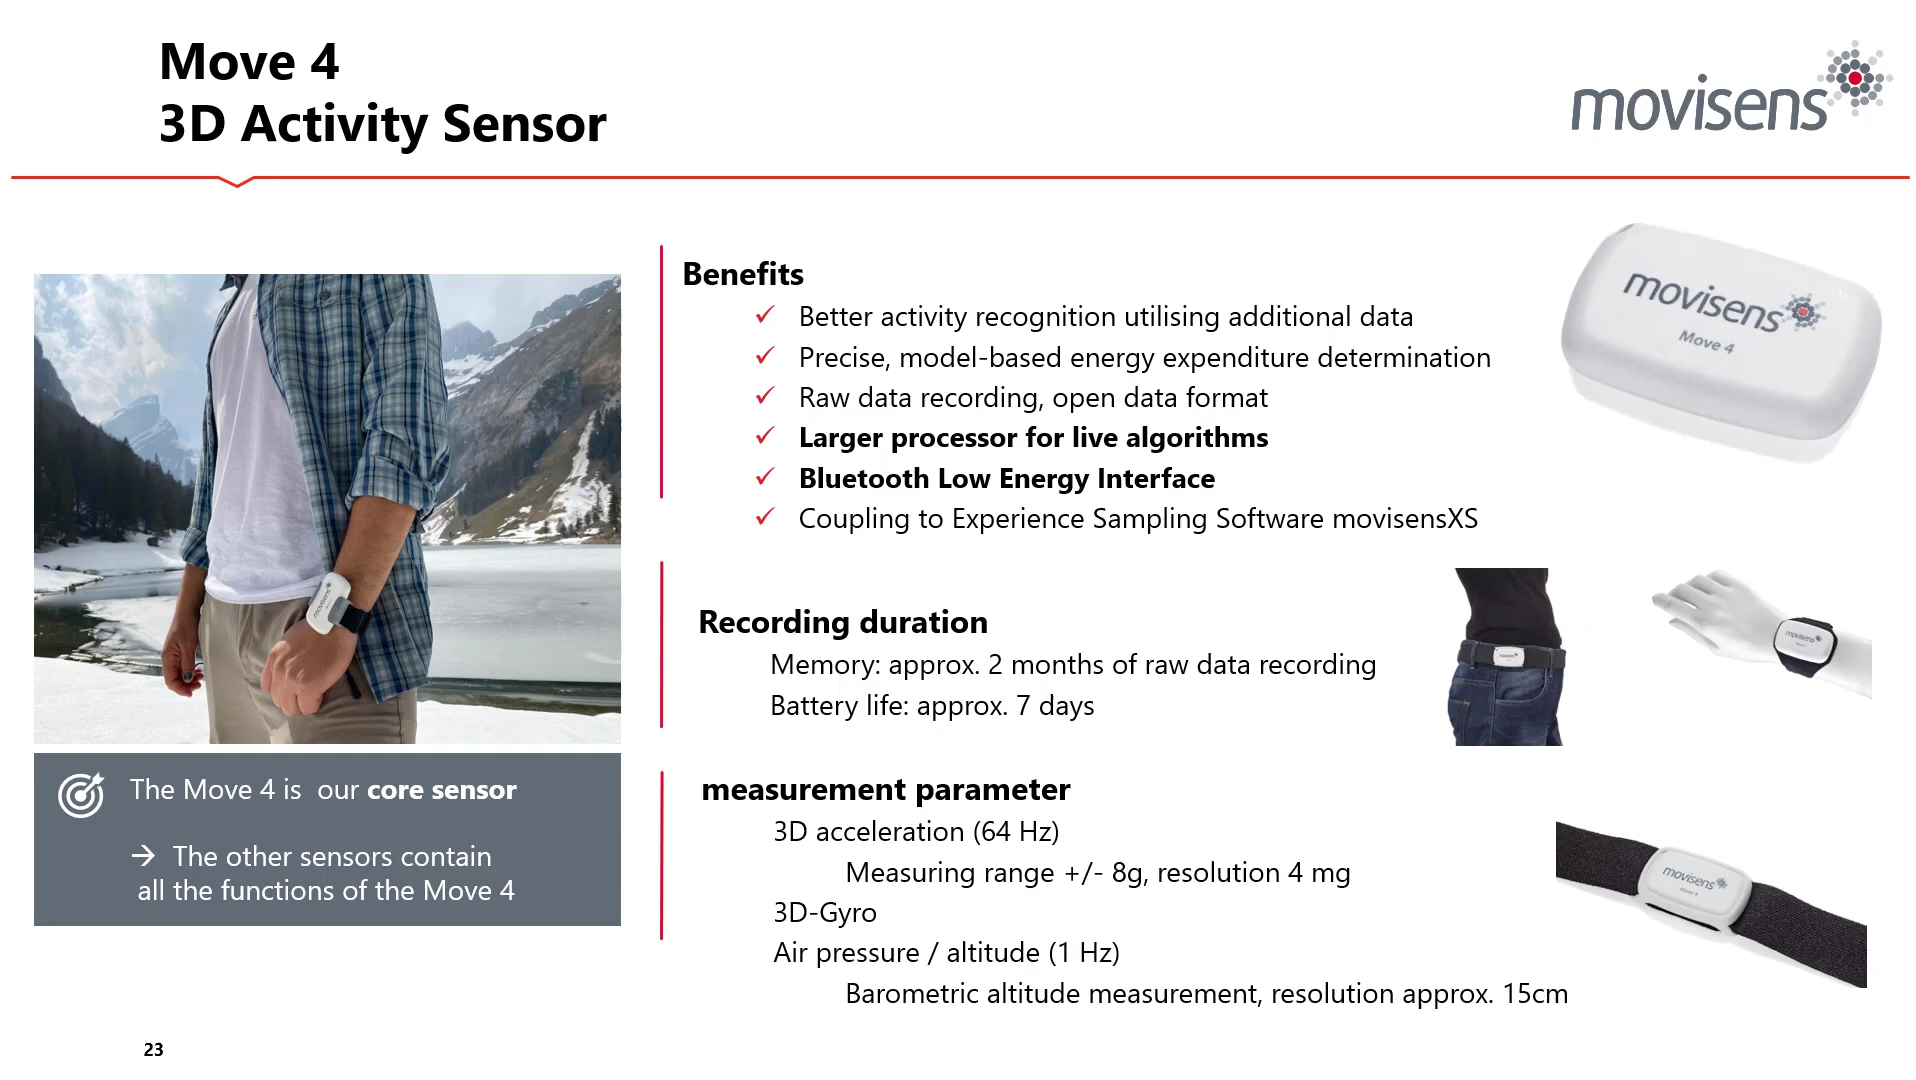 Move 4
3D Activity Sensor
movisens
Benefits
✓ Better activity recognition utilising additional data
✓ Precise, model-based energy expenditure determination
✓ Raw data recording, open data format
✓ Larger processor for live algorithms
✓ Bluetooth Low Energy Interface
✓ Coupling to Experience Sampling Software movisensXS
movisens
Move 4
Recording duration
Memory: approx. 2 months of raw data recording
Battery life: approx. 7 days
movisens
movisens
The Move 4 is our core sensor
→ The other sensors contain
all the functions of the Move 4
measurement parameter
3D acceleration (64 Hz)
Measuring range +/- 8g, resolution 4 mg
3D-Gyro
Air pressure / altitude (1 Hz)
Barometric altitude measurement, resolution approx. 15cm
movisens
Move 4
23